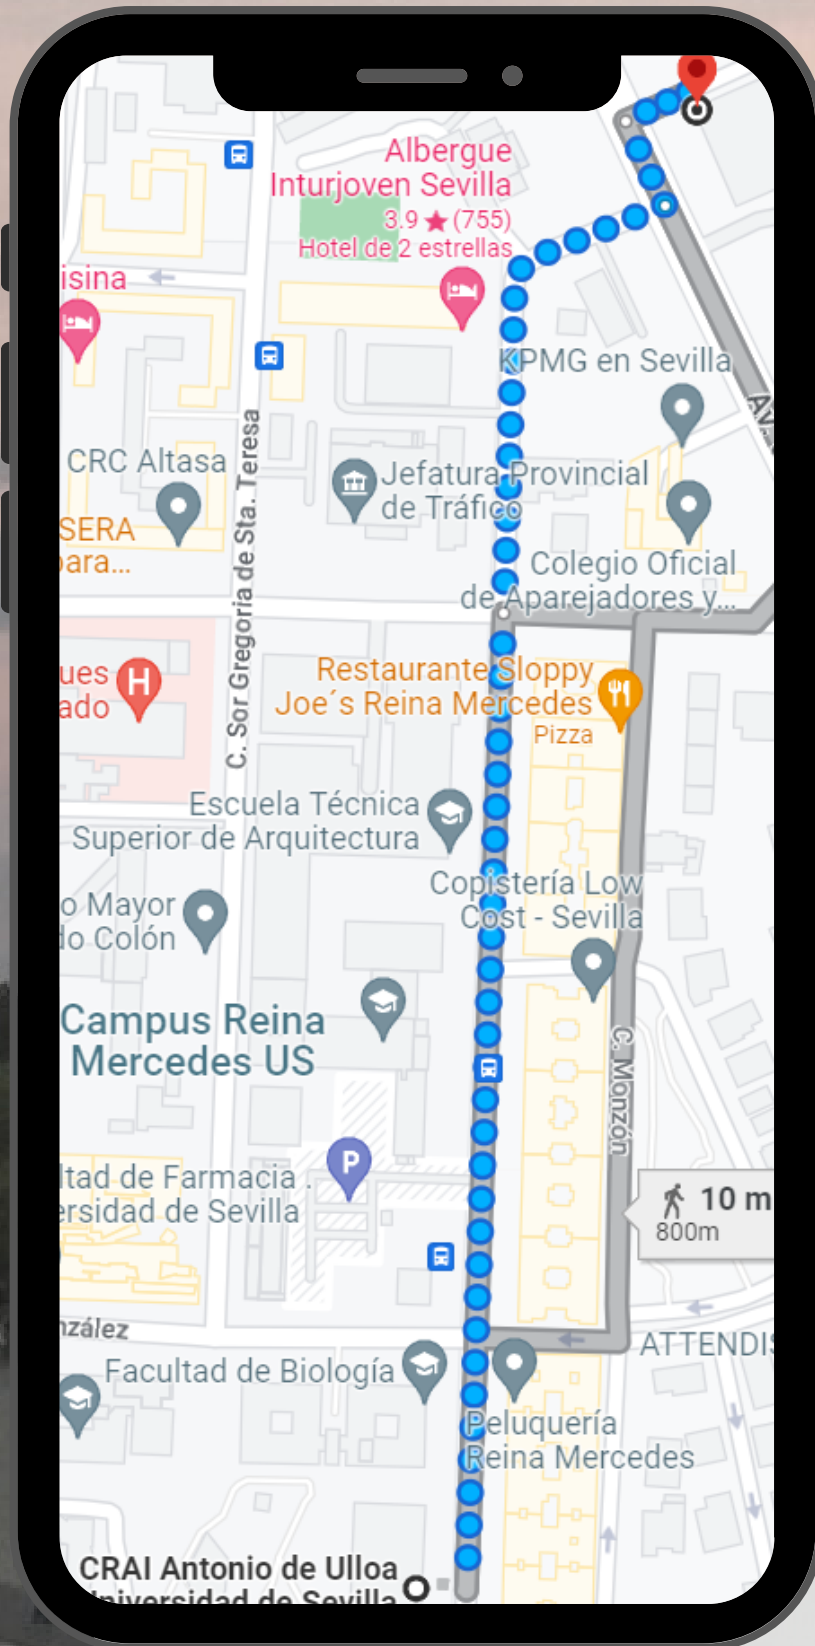 Albergue
Inturjoven Sevilla
3.9 ★ (755)
Hotel de 2 estrellas
isina
KPMG en Sevilla
Av.
CRC Altasa
Jefatura Provincial
de Tráfico
SERA
para...
C. Sor Gregoria de Sta. Teresa
Colegio Oficial
de Aparejadores y...
H
ues
ado
Restaurante Sloppy
Joe´s Reina Mercedes
Pizza
Escuela Técnica
Superior de Arquitectura
Copistería Low
Cost - Sevilla
o Mayor
do Colón
Campus Reina
Mercedes US
C. Monzón
P
ltad de Farmacia .
ersidad de Sevilla
10 m
800m
nzález
ATTENDIS
Facultad de Biología
Peluquería
Reina Mercedes
CRAI Antonio de Ulloa
Universidad de Sevilla